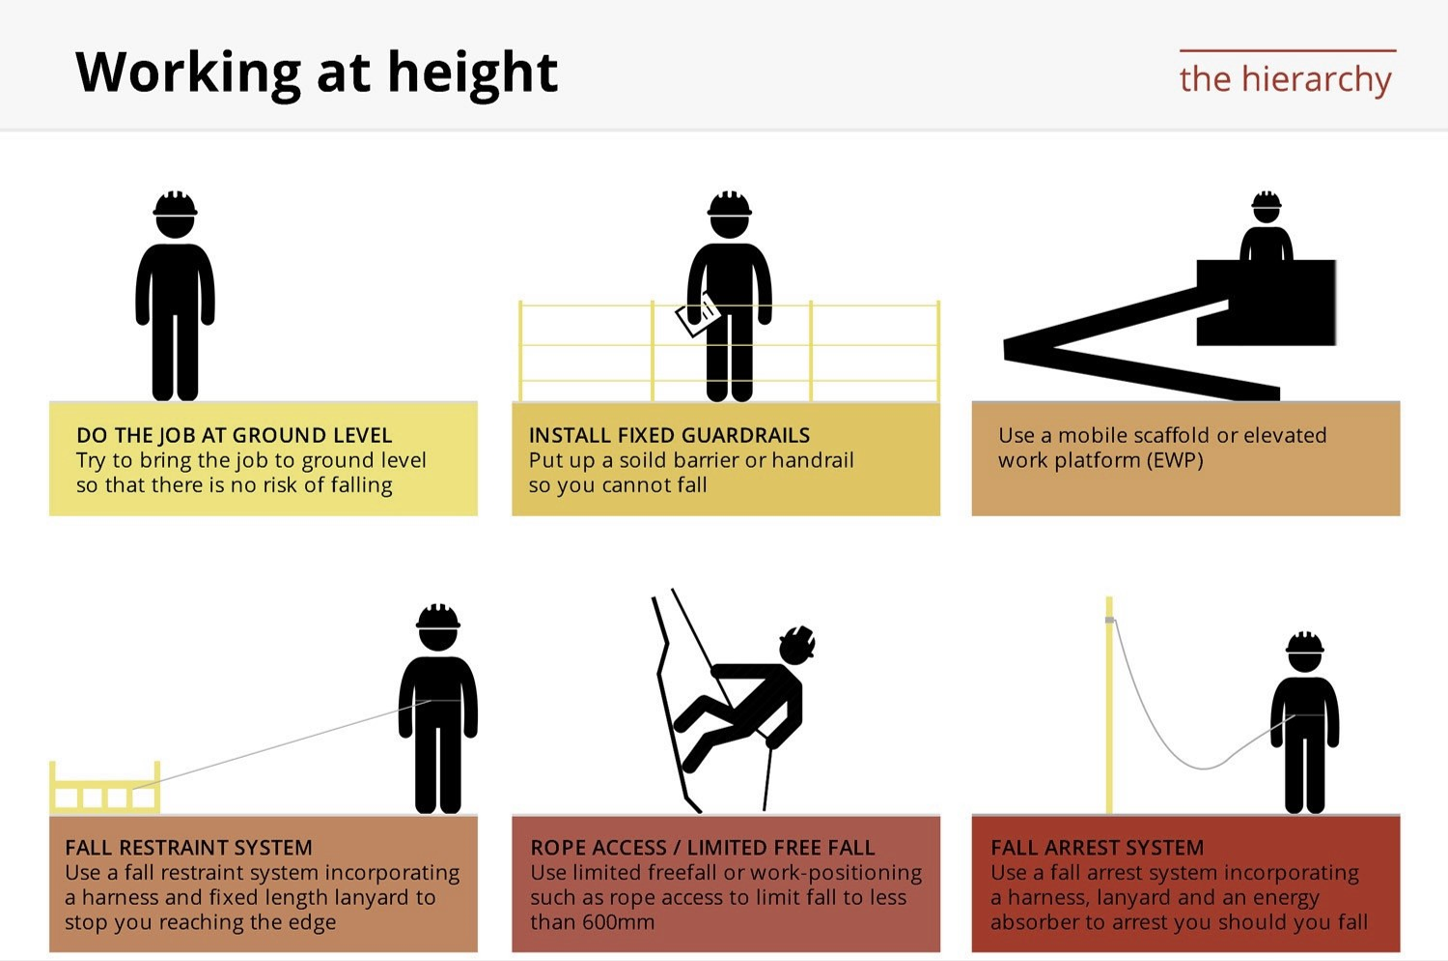 Working at height
the hierarchy
DO THE JOB AT GROUND LEVEL
Try to bring the job to ground level
so that there is no risk of falling
INSTALL FIXED GUARDRAILS
Put up a soild barrier or handrail
so you cannot fall
Use a mobile scaffold or elevated
work platform (EWP)
FALL RESTRAINT SYSTEM
Use a fall restraint system incorporating
a harness and fixed length lanyard to
stop you reaching the edge
ROPE ACCESS / LIMITED FREE FALL
Use limited freefall or work-positioning
such as rope access to limit fall to less
than 600mm
FALL ARREST SYSTEM
Use a fall arrest system incorporating
a harness, lanyard and an energy
absorber to arrest you should you fall